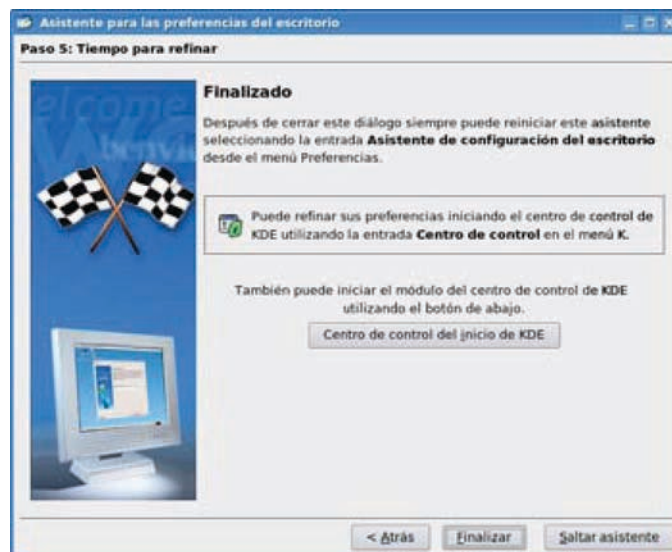 Asistente para las preferencias del escritorio
Paso 5: Tiempo para refinar
elcome
Finalizado
Después de cerrar este diálogo siempre puede reiniciar este asistente
seleccionando la entrada Asistente de configuración del escritorio
desde el menú Preferencias.
Puede refinar sus preferencias iniciando el centro de control de
KDE utilizando la entrada Centro de control en el menú K.
También puede iniciar el módulo del centro de control de KDE
utilizando el botón de abajo.
Centro de control del inicio de KDE
< Atrás
Finalizar
Saltar asistente